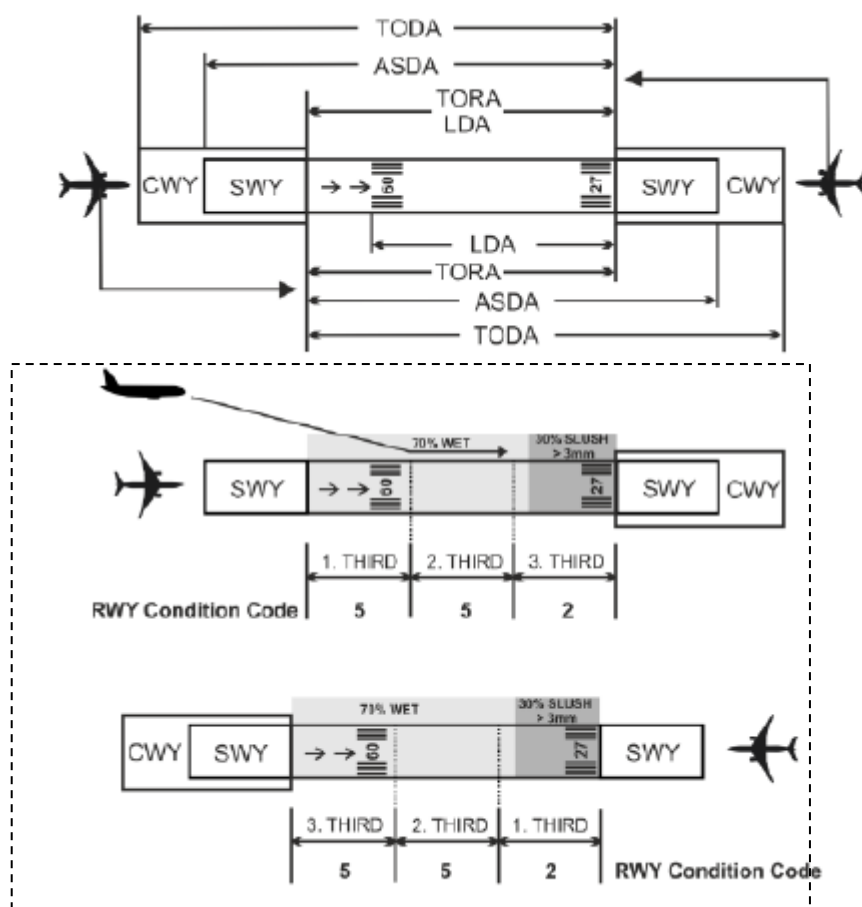 TODA
ASDA
TORA
LDA
CWY
SWY
09
27
SWY
CWY
LDA
TORA
ASDA
TODA
70% WET
30% SLUSH
> 3mm
SWY
09
27
SWY
CWY
1. THIRD
2. THIRD
3. THIRD
RWY Condition Code
5
5
2
70% WET
30% SLUSH
> 3mm
CWY
SWY
09
27
SWY
3. THIRD
2. THIRD
1. THIRD
5
5
2
RWY Condition Code